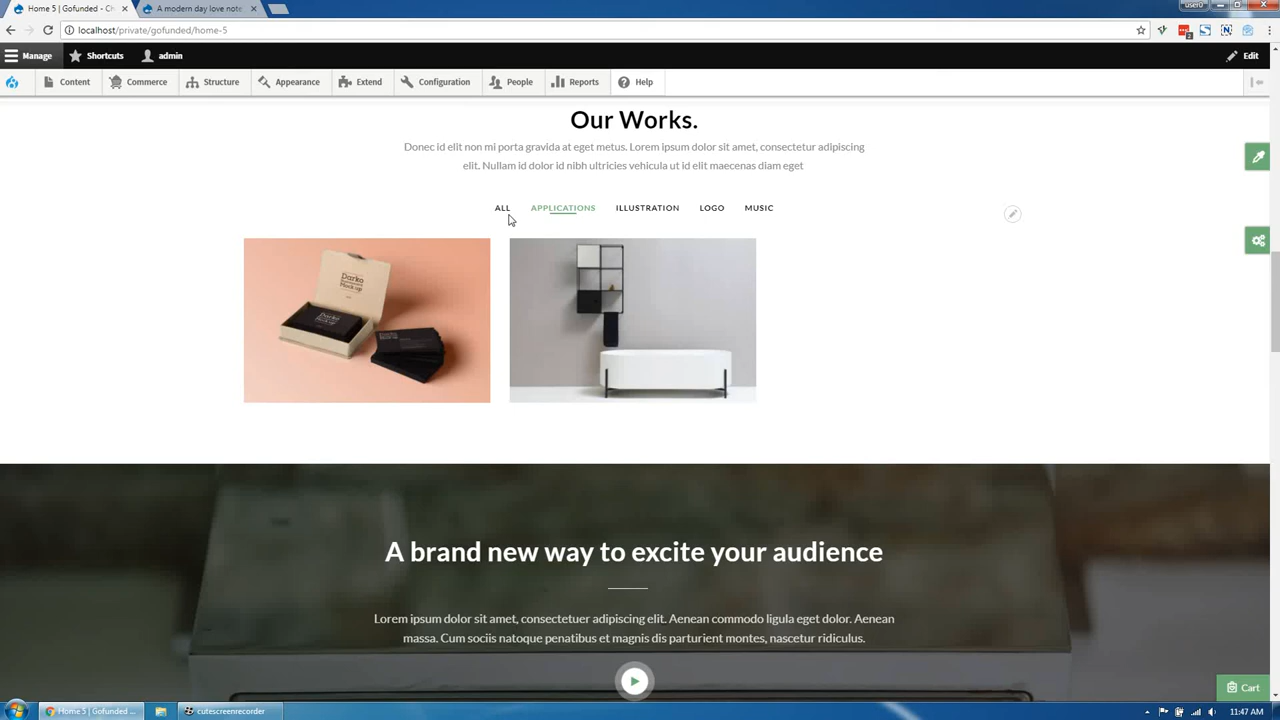 Home 5 | Gofunded - Ch
A modern day love note
user0
localhost/private/gofunded/home-5
Manage
Shortcuts
admin
Edit
Content
Commerce
Structure
Appearance
Extend
Configuration
People
Reports
Help
Our Works.
Donec id elit non mi porta gravida at eget metus. Lorem ipsum dolor sit amet, consectetur adipiscing
elit. Nullam id dolor id nibh ultricies vehicula ut id elit maecenas diam eget
ALL
APPLICATIONS
ILLUSTRATION
LOGO
MUSIC
Darko
Mock up
A brand new way to excite your audience
Lorem ipsum dolor sit amet, consectetuer adipiscing elit. Aenean commodo ligula eget dolor. Aenean
massa. Cum sociis natoque penatibus et magnis dis parturient montes, nascetur ridiculus.
Cart
Home 5 | Gofunded ...
cutescreenrecorder
11:47 AM